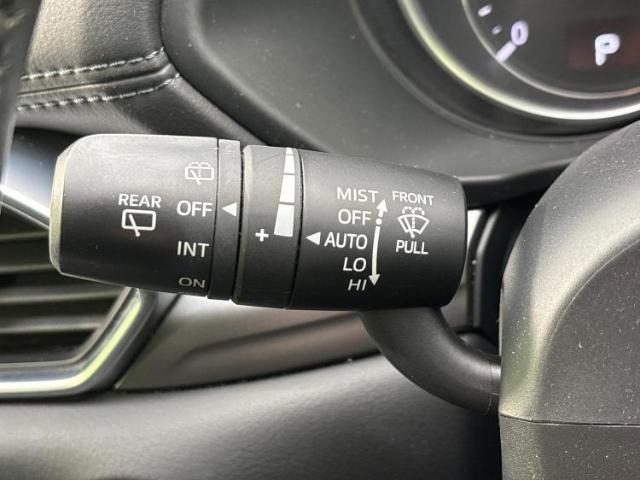 REAR
OFF
INT
ON
+
MIST
OFF
AUTO
LO
HI
FRONT
PULL
0
P